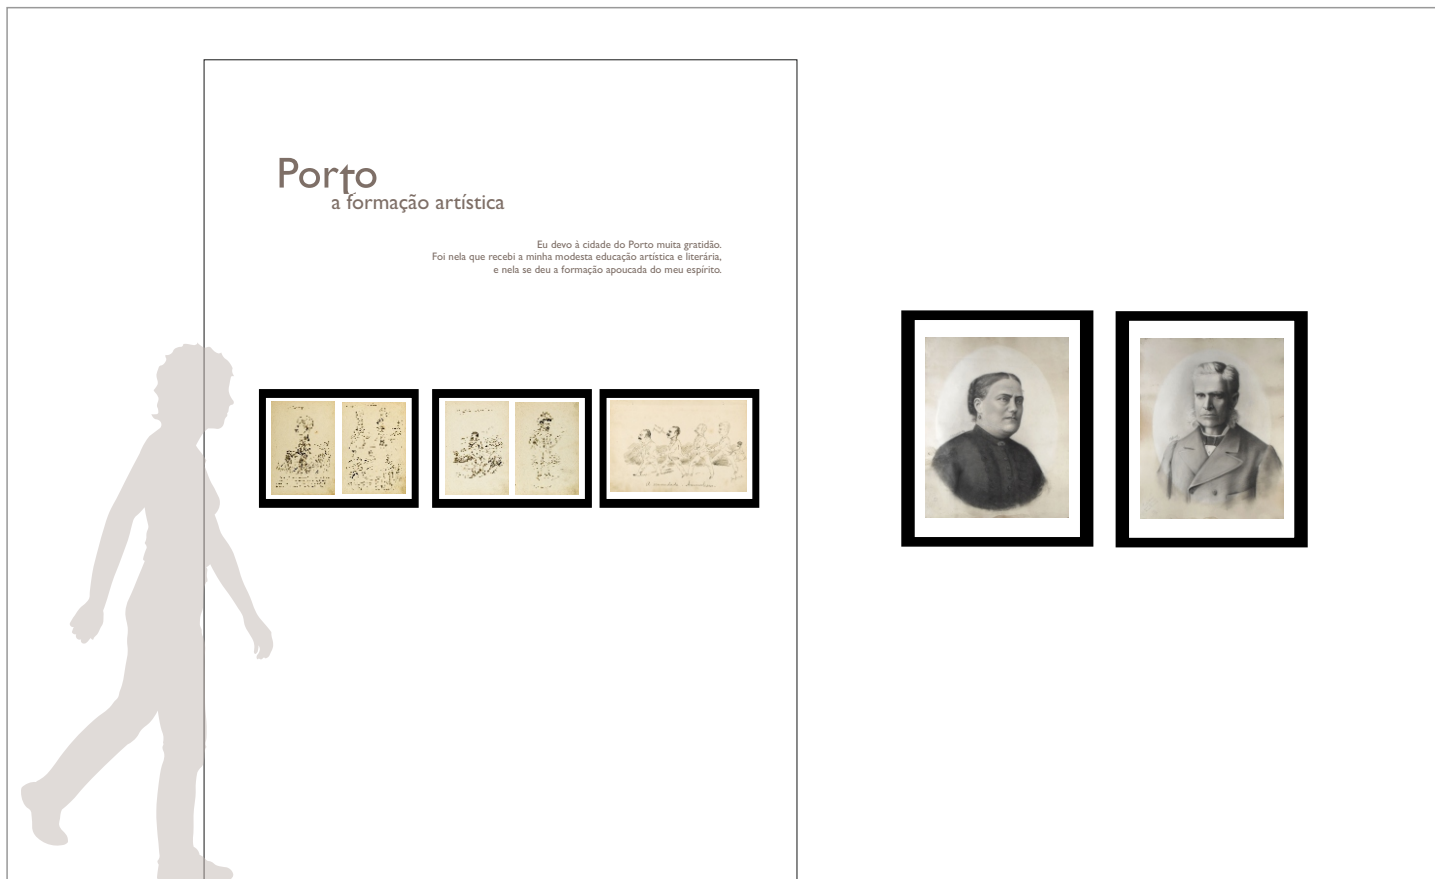 Porto
a formação artística
Eu devo à cidade do Porto muita gratidão.
Foi nela que recebi a minha modesta educação artística e literária,
e nela se deu a formação apoucada do meu espírito.